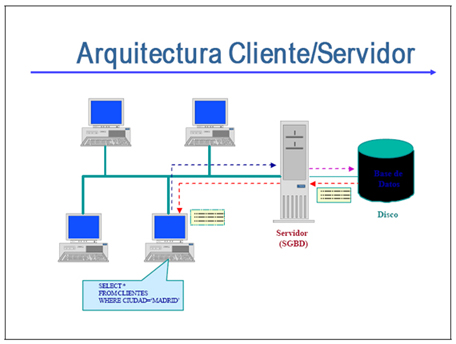 Arquitectura Cliente/Servidor
Base de
Datos
Disco
Servidor
(SGBD)
SELECT *
FROM CLIENTES
WHERE CIUDAD='MADRID'